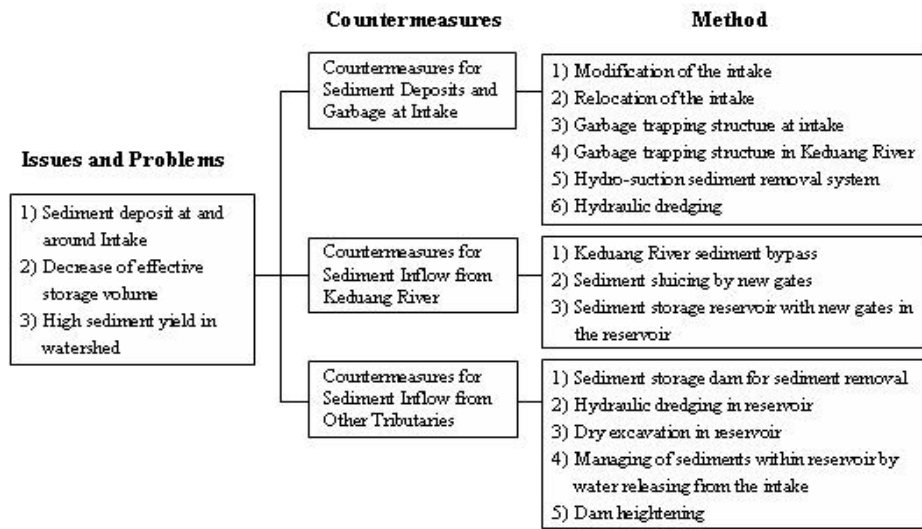 Countermeasures
Method
Issues and Problems
1) Sediment deposit at and
around Intake
2) Decrease of effective
storage volume
3) High sediment yield in
watershed
Countermeasures for
Sediment Deposits and
Garbage at Intake
1) Modification of the intake
2) Relocation of the intake
3) Garbage trapping structure at intake
4) Garbage trapping structure in Keduang River
5) Hydro-suction sediment removal system
6) Hydraulic dredging
Countermeasures for
Sediment Inflow from
Keduang River
1) Keduang River sediment bypass
2) Sediment sluicing by new gates
3) Sediment storage reservoir with new gates in
the reservoir
Countermeasures for
Sediment Inflow from
Other Tributaries
1) Sediment storage dam for sediment removal
2) Hydraulic dredging in reservoir
3) Dry excavation in reservoir
4) Managing of sediments within reservoir by
water releasing from the intake
5) Dam heightening